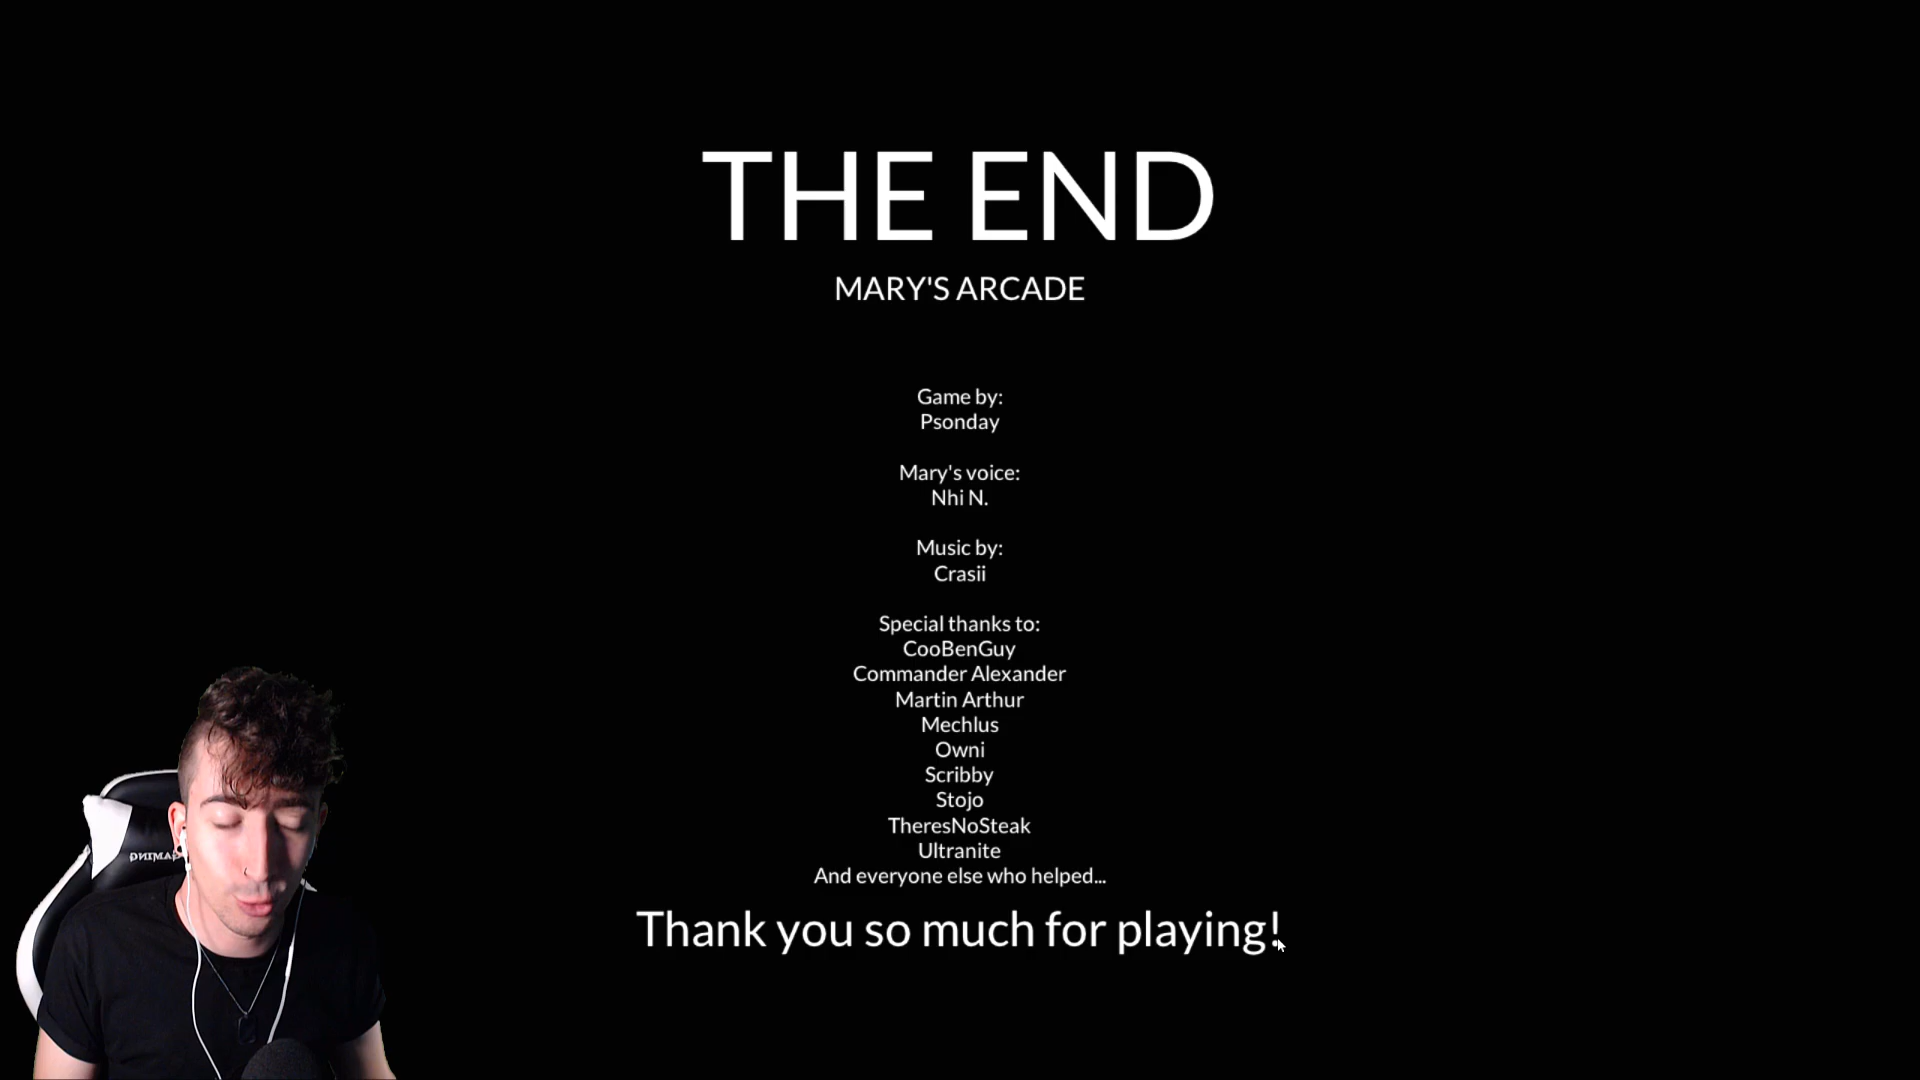 THE END
MARY'S ARCADE
Game by:
Psonday
Mary's voice:
Nhi N.
Music by:
Crasii
Special thanks to:
CooBenGuy
Commander Alexander
Martin Arthur
Mechlus
Owni
Scribby
Stojo
TheresNoSteak
Ultranite
And everyone else who helped...
Thank you so much for playing!